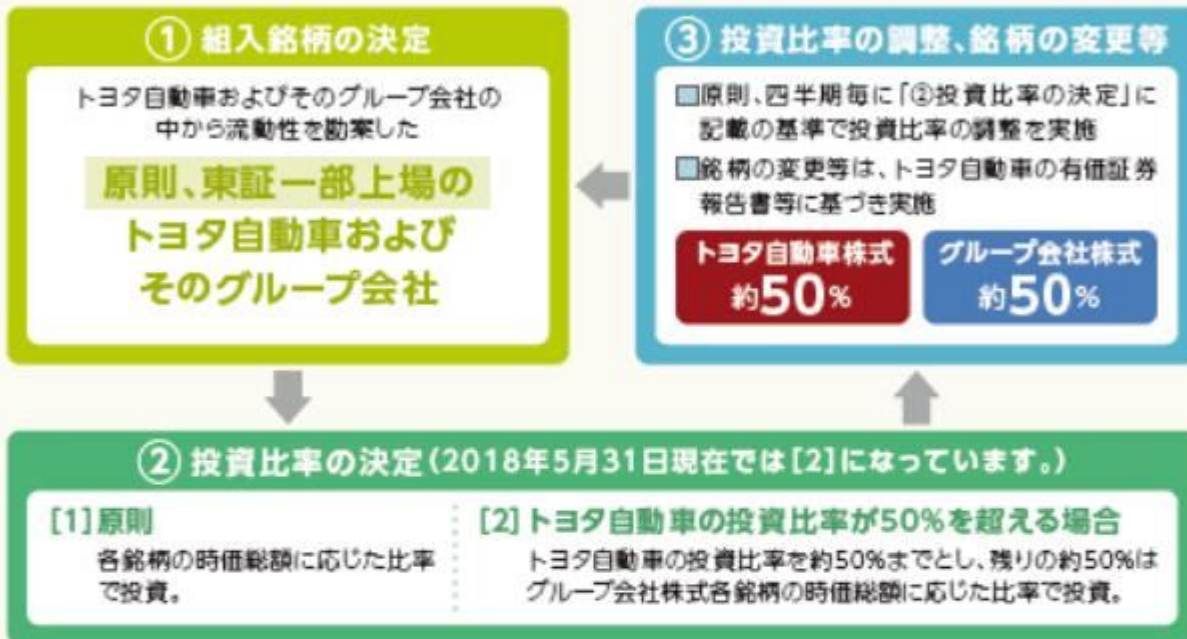 ① 組入銘柄の決定
トヨタ自動車およびそのグループ会社の
中から流動性を勘案した
原則、東証一部上場の
トヨタ自動車および
そのグループ会社
② 投資比率の決定(2018年5月31日現在では[2]になっています。)
[1]原則
各銘柄の時価総額に応じた比率
で投資。
[2]トヨタ自動車の投資比率が50%を超える場合
トヨタ自動車の投資比率を約50%までとし、残りの約50%は
グループ会社株式各銘柄の時価総額に応じた比率で投資。
③ 投資比率の調整、銘柄の変更等
原則、四半期毎に「②投資比率の決定」に
記載の基準で投資比率の調整を実施
銘柄の変更等は、トヨタ自動車の有価証券
報告書等に基づき実施
トヨタ自動車株式
約50%
グループ会社株式
約50%